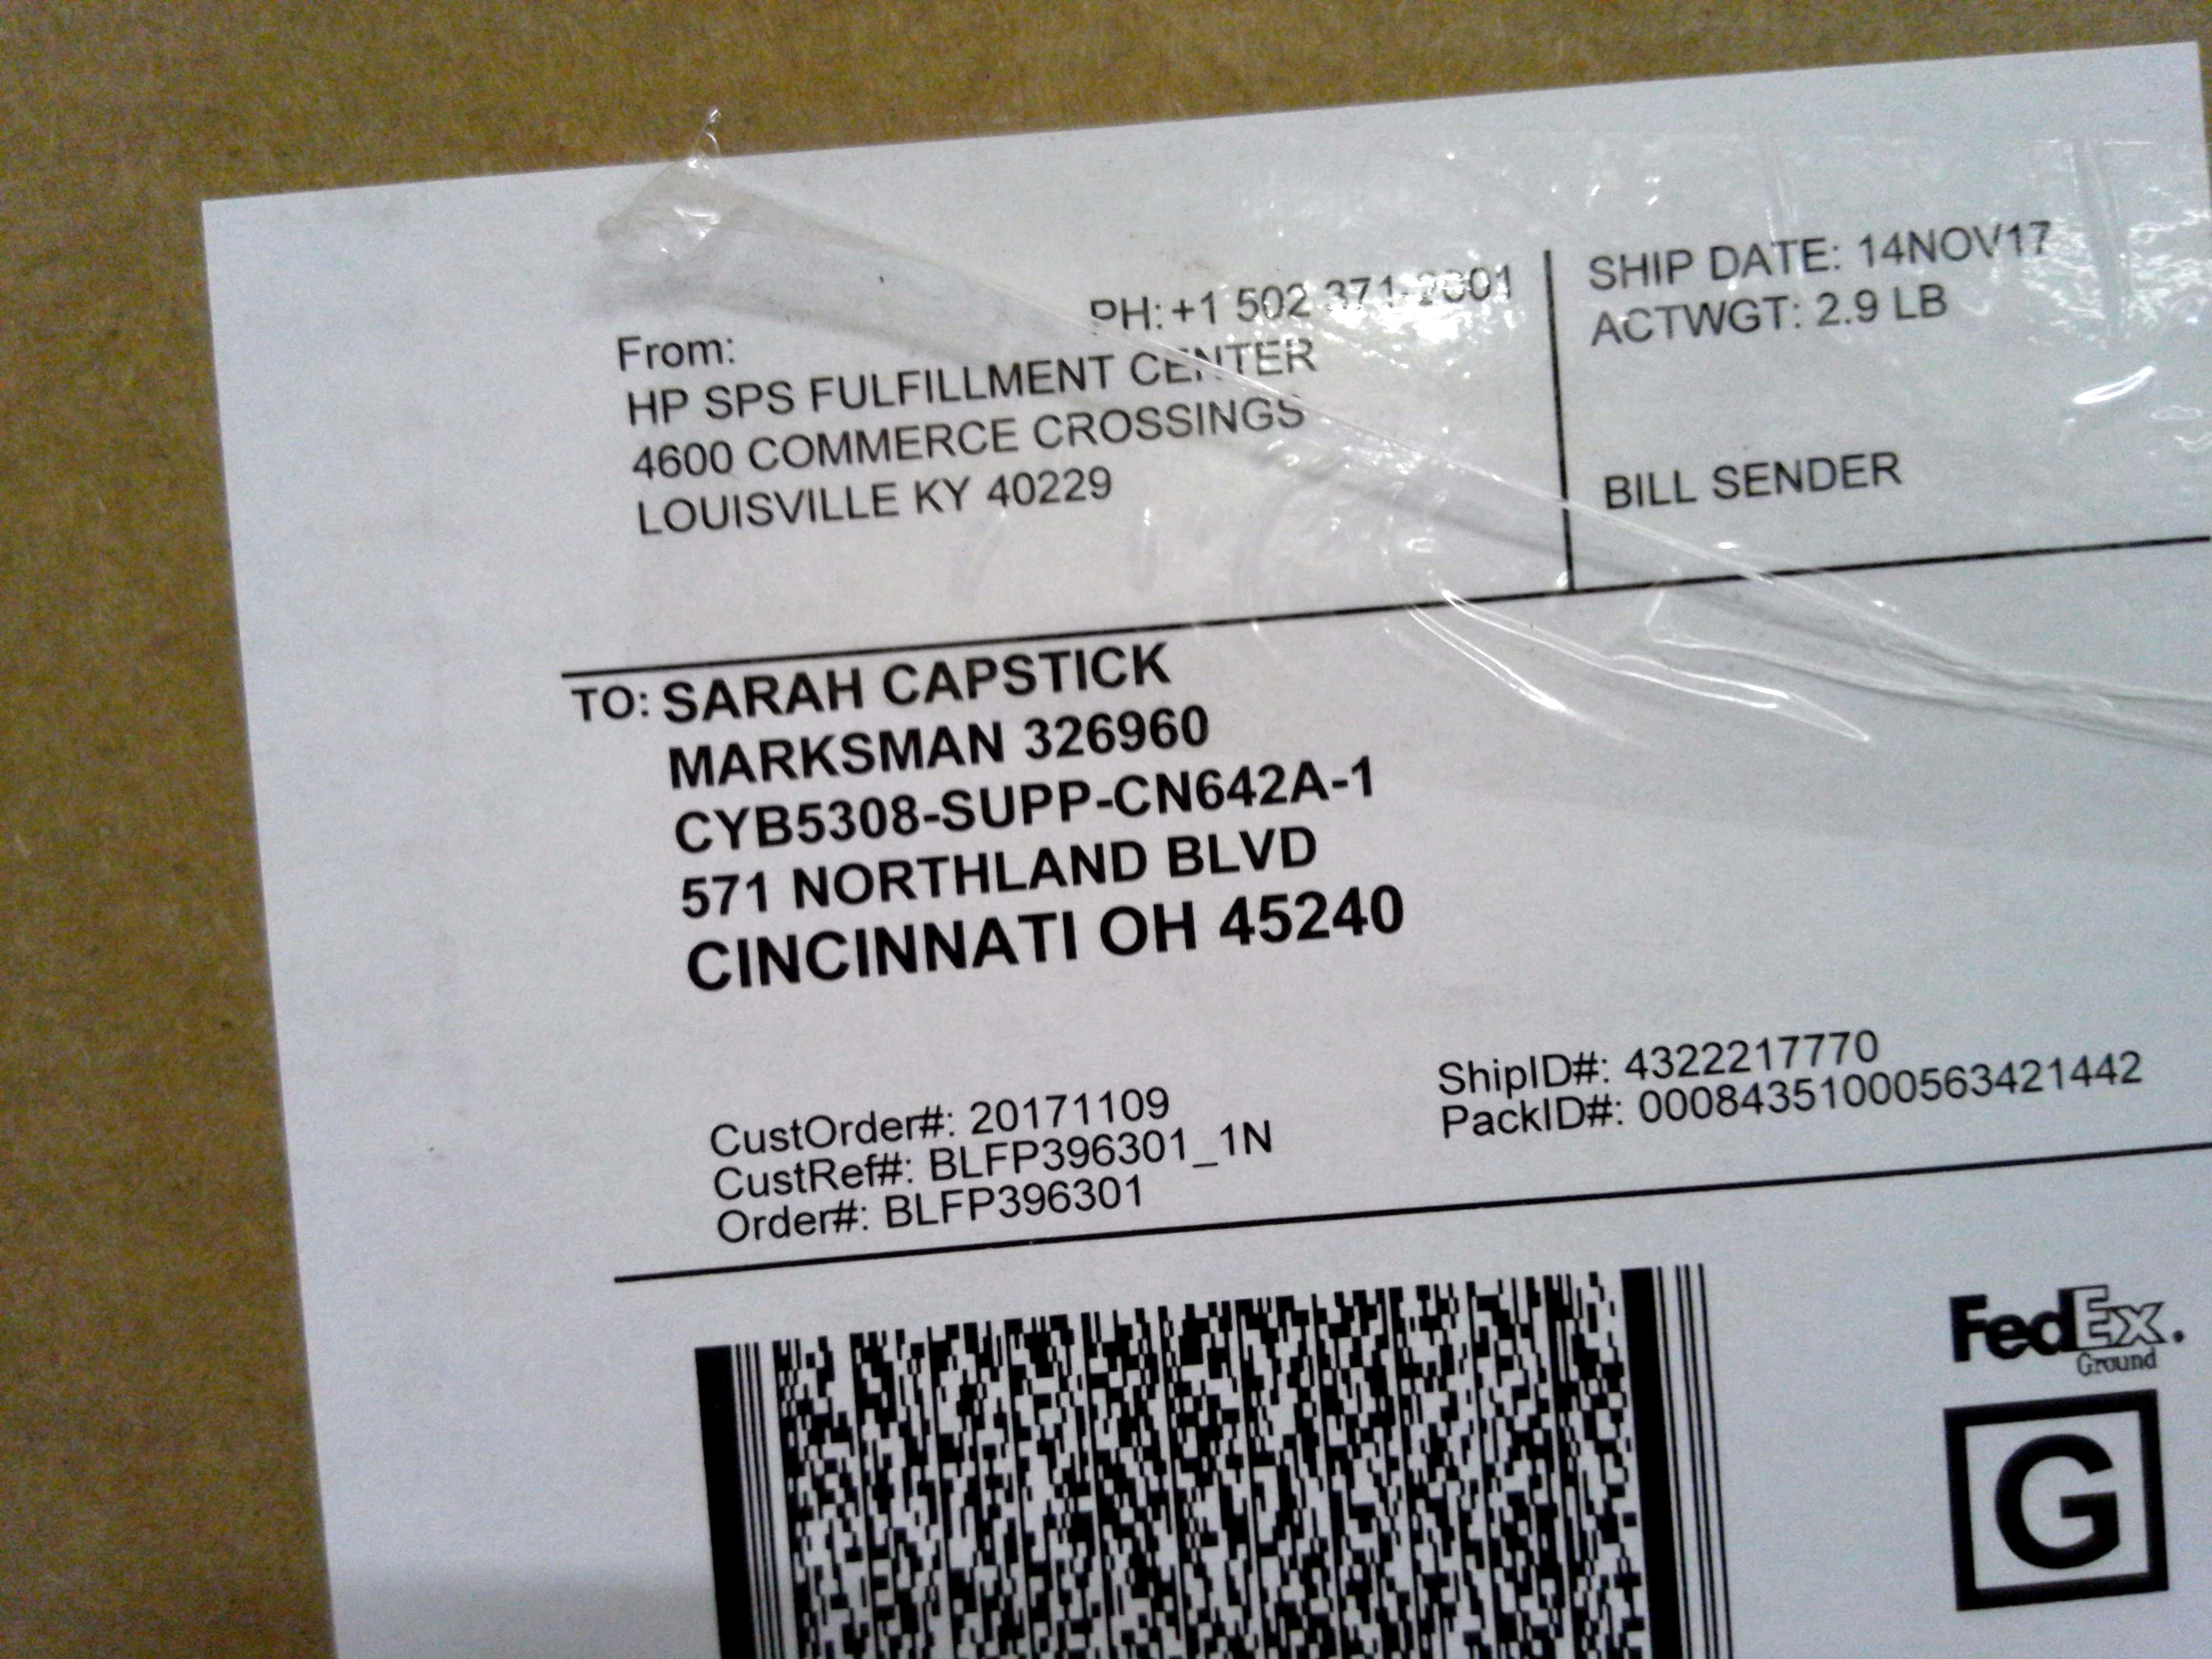 PH: +1 502 371-2001
From:
HP SPS FULFILLMENT CENTER
4600 COMMERCE CROSSINGS
LOUISVILLE KY 40229
SHIP DATE: 14NOV17
ACTWGT: 2.9 LB
BILL SENDER
TO: SARAH CAPSTICK
MARKSMAN 326960
CYB5308-SUPP-CN642A-1
571 NORTHLAND BLVD
CINCINNATI OH 45240
CustOrder#: 20171109
CustRef#: BLFP396301_1N
Order#: BLFP396301
ShipID#: 4322217770
PackID#: 00084351000563421442
FedEx.
Ground
G